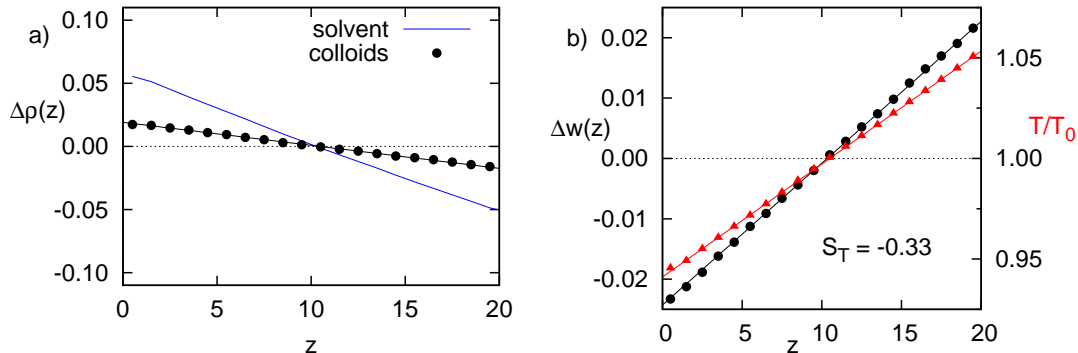 a)
solvent
colloids
Δρ(z)
0.10
0.05
0.00
-0.05
-0.10
0 5 10 15 20
z
b)
Δw(z)
0.02
0.01
0.00
-0.01
-0.02
0 5 10 15 20
z
S_T = -0.33
T/T_0
1.05
1.00
0.95